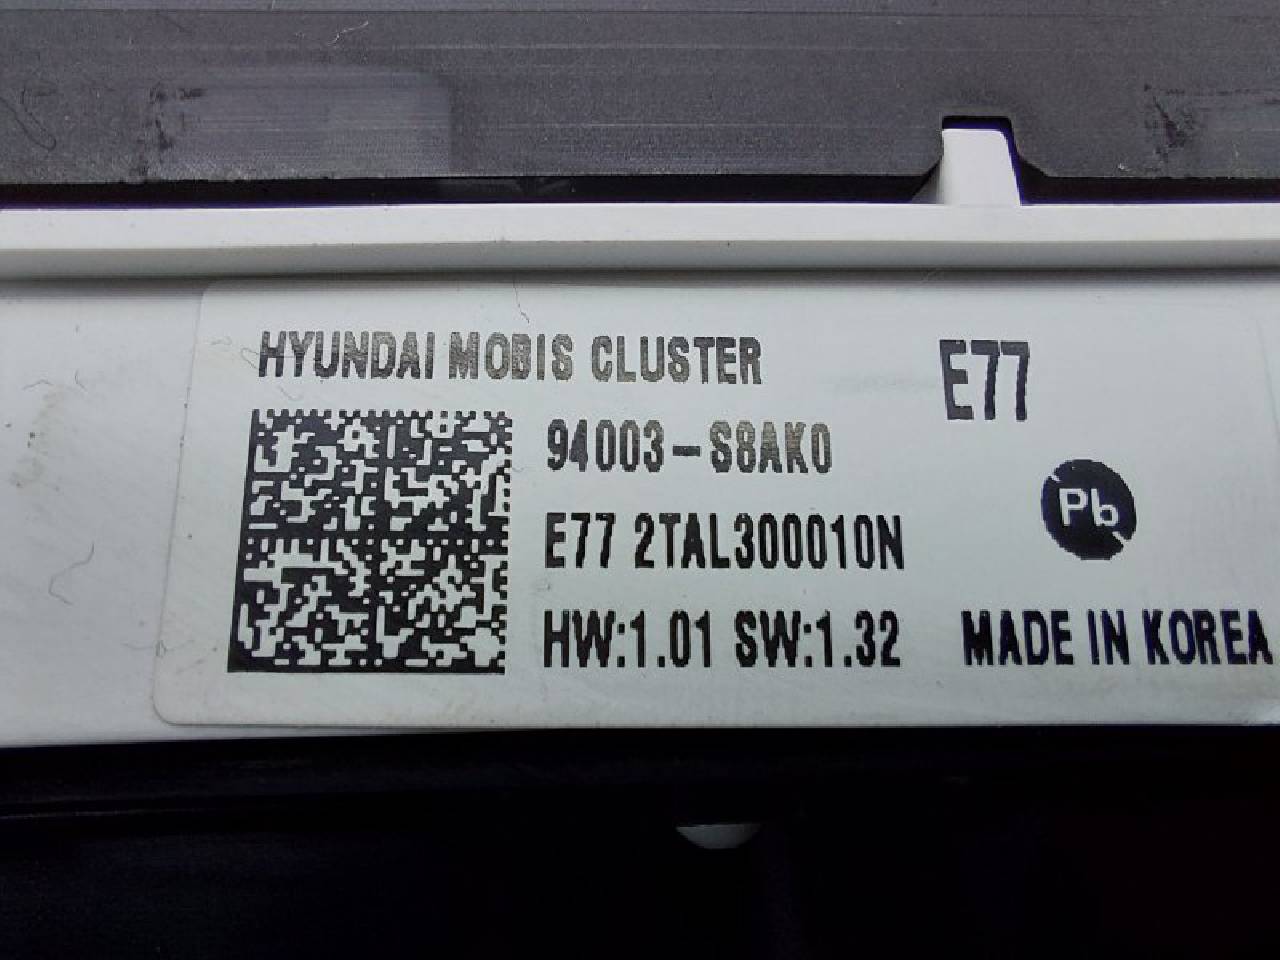 HYUNDAI MOBIS CLUSTER
E77
94003-S8AK0
Pb
E77 2TAL300010N
HW:1.01 SW:1.32
MADE IN KOREA